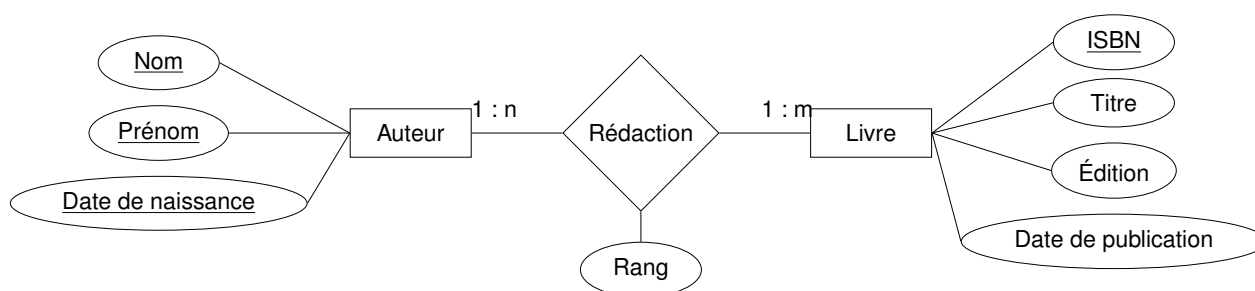 Nom
Prénom
Date de naissance
Auteur
1 : n
Rédaction
Rang
1 : m
Livre
ISBN
Titre
Édition
Date de publication